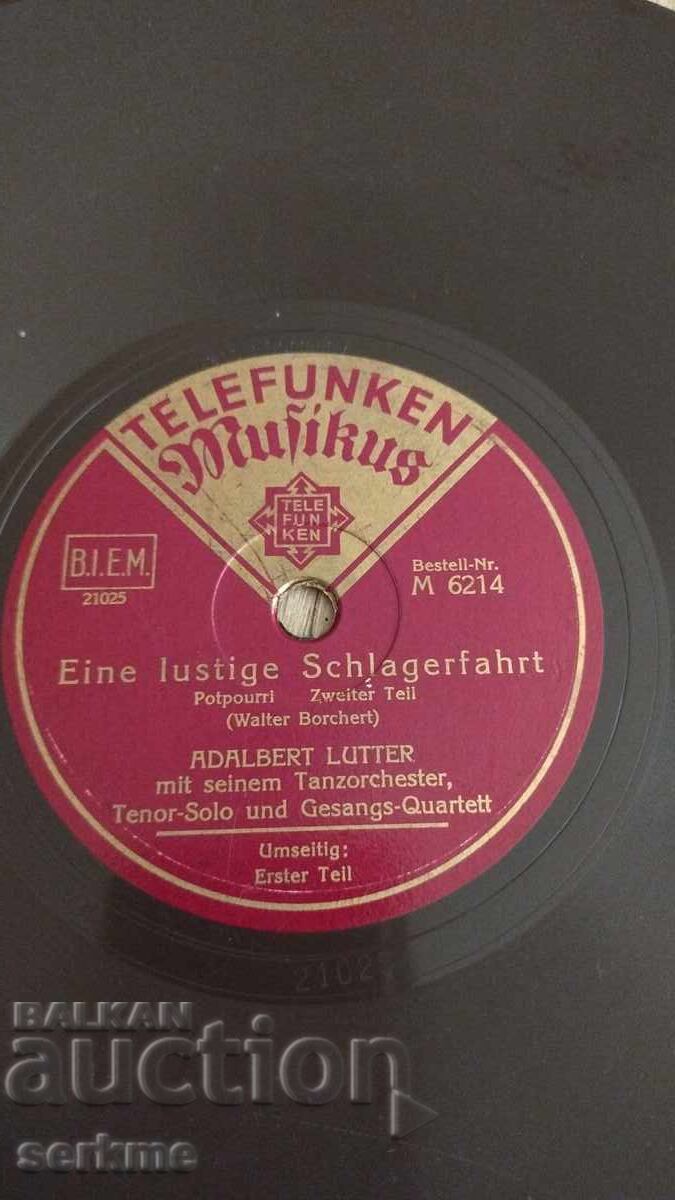 TELEFUNKEN
Musikus
TELE
FUN
KEN
B.I.E.M.
21025
Bestell-Nr.
M 6214
Eine lustige Schlagerfahrt
Potpourri Zweiter Teil
(Walter Borchert)
ADALBERT LUTTER
mit seinem Tanzorchester,
Tenor-Solo und Gesangs-Quartett
Umseitig:
Erster Teil
BALKAN
auction
serkme